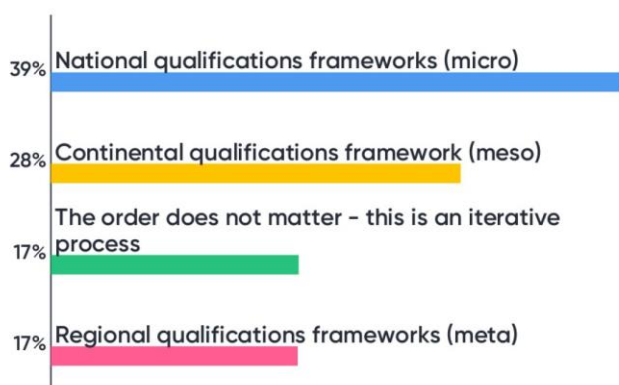 39% National qualifications frameworks (micro)
28% Continental qualifications framework (meso)
The order does not matter - this is an iterative
17% process
17% Regional qualifications frameworks (meta)